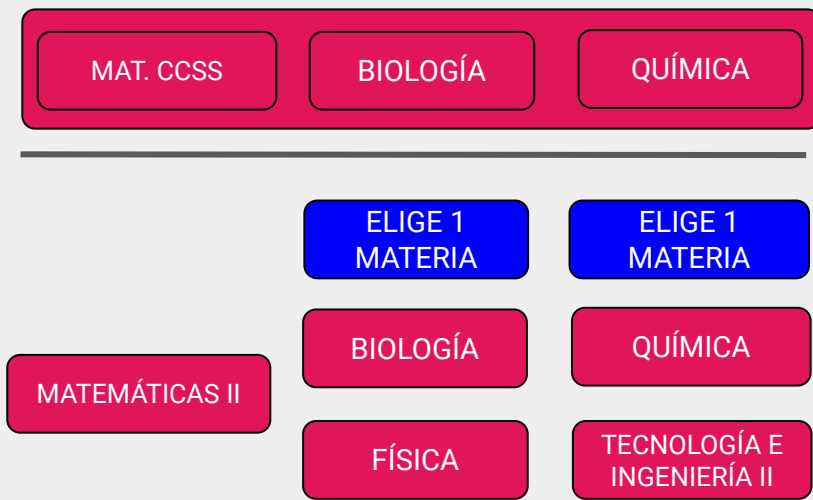 MAT. CCSS
BIOLOGÍA
QUÍMICA
ELIGE 1
MATERIA
ELIGE 1
MATERIA
BIOLOGÍA
QUÍMICA
MATEMÁTICAS II
FÍSICA
TECNOLOGÍA E
INGENIERÍA II